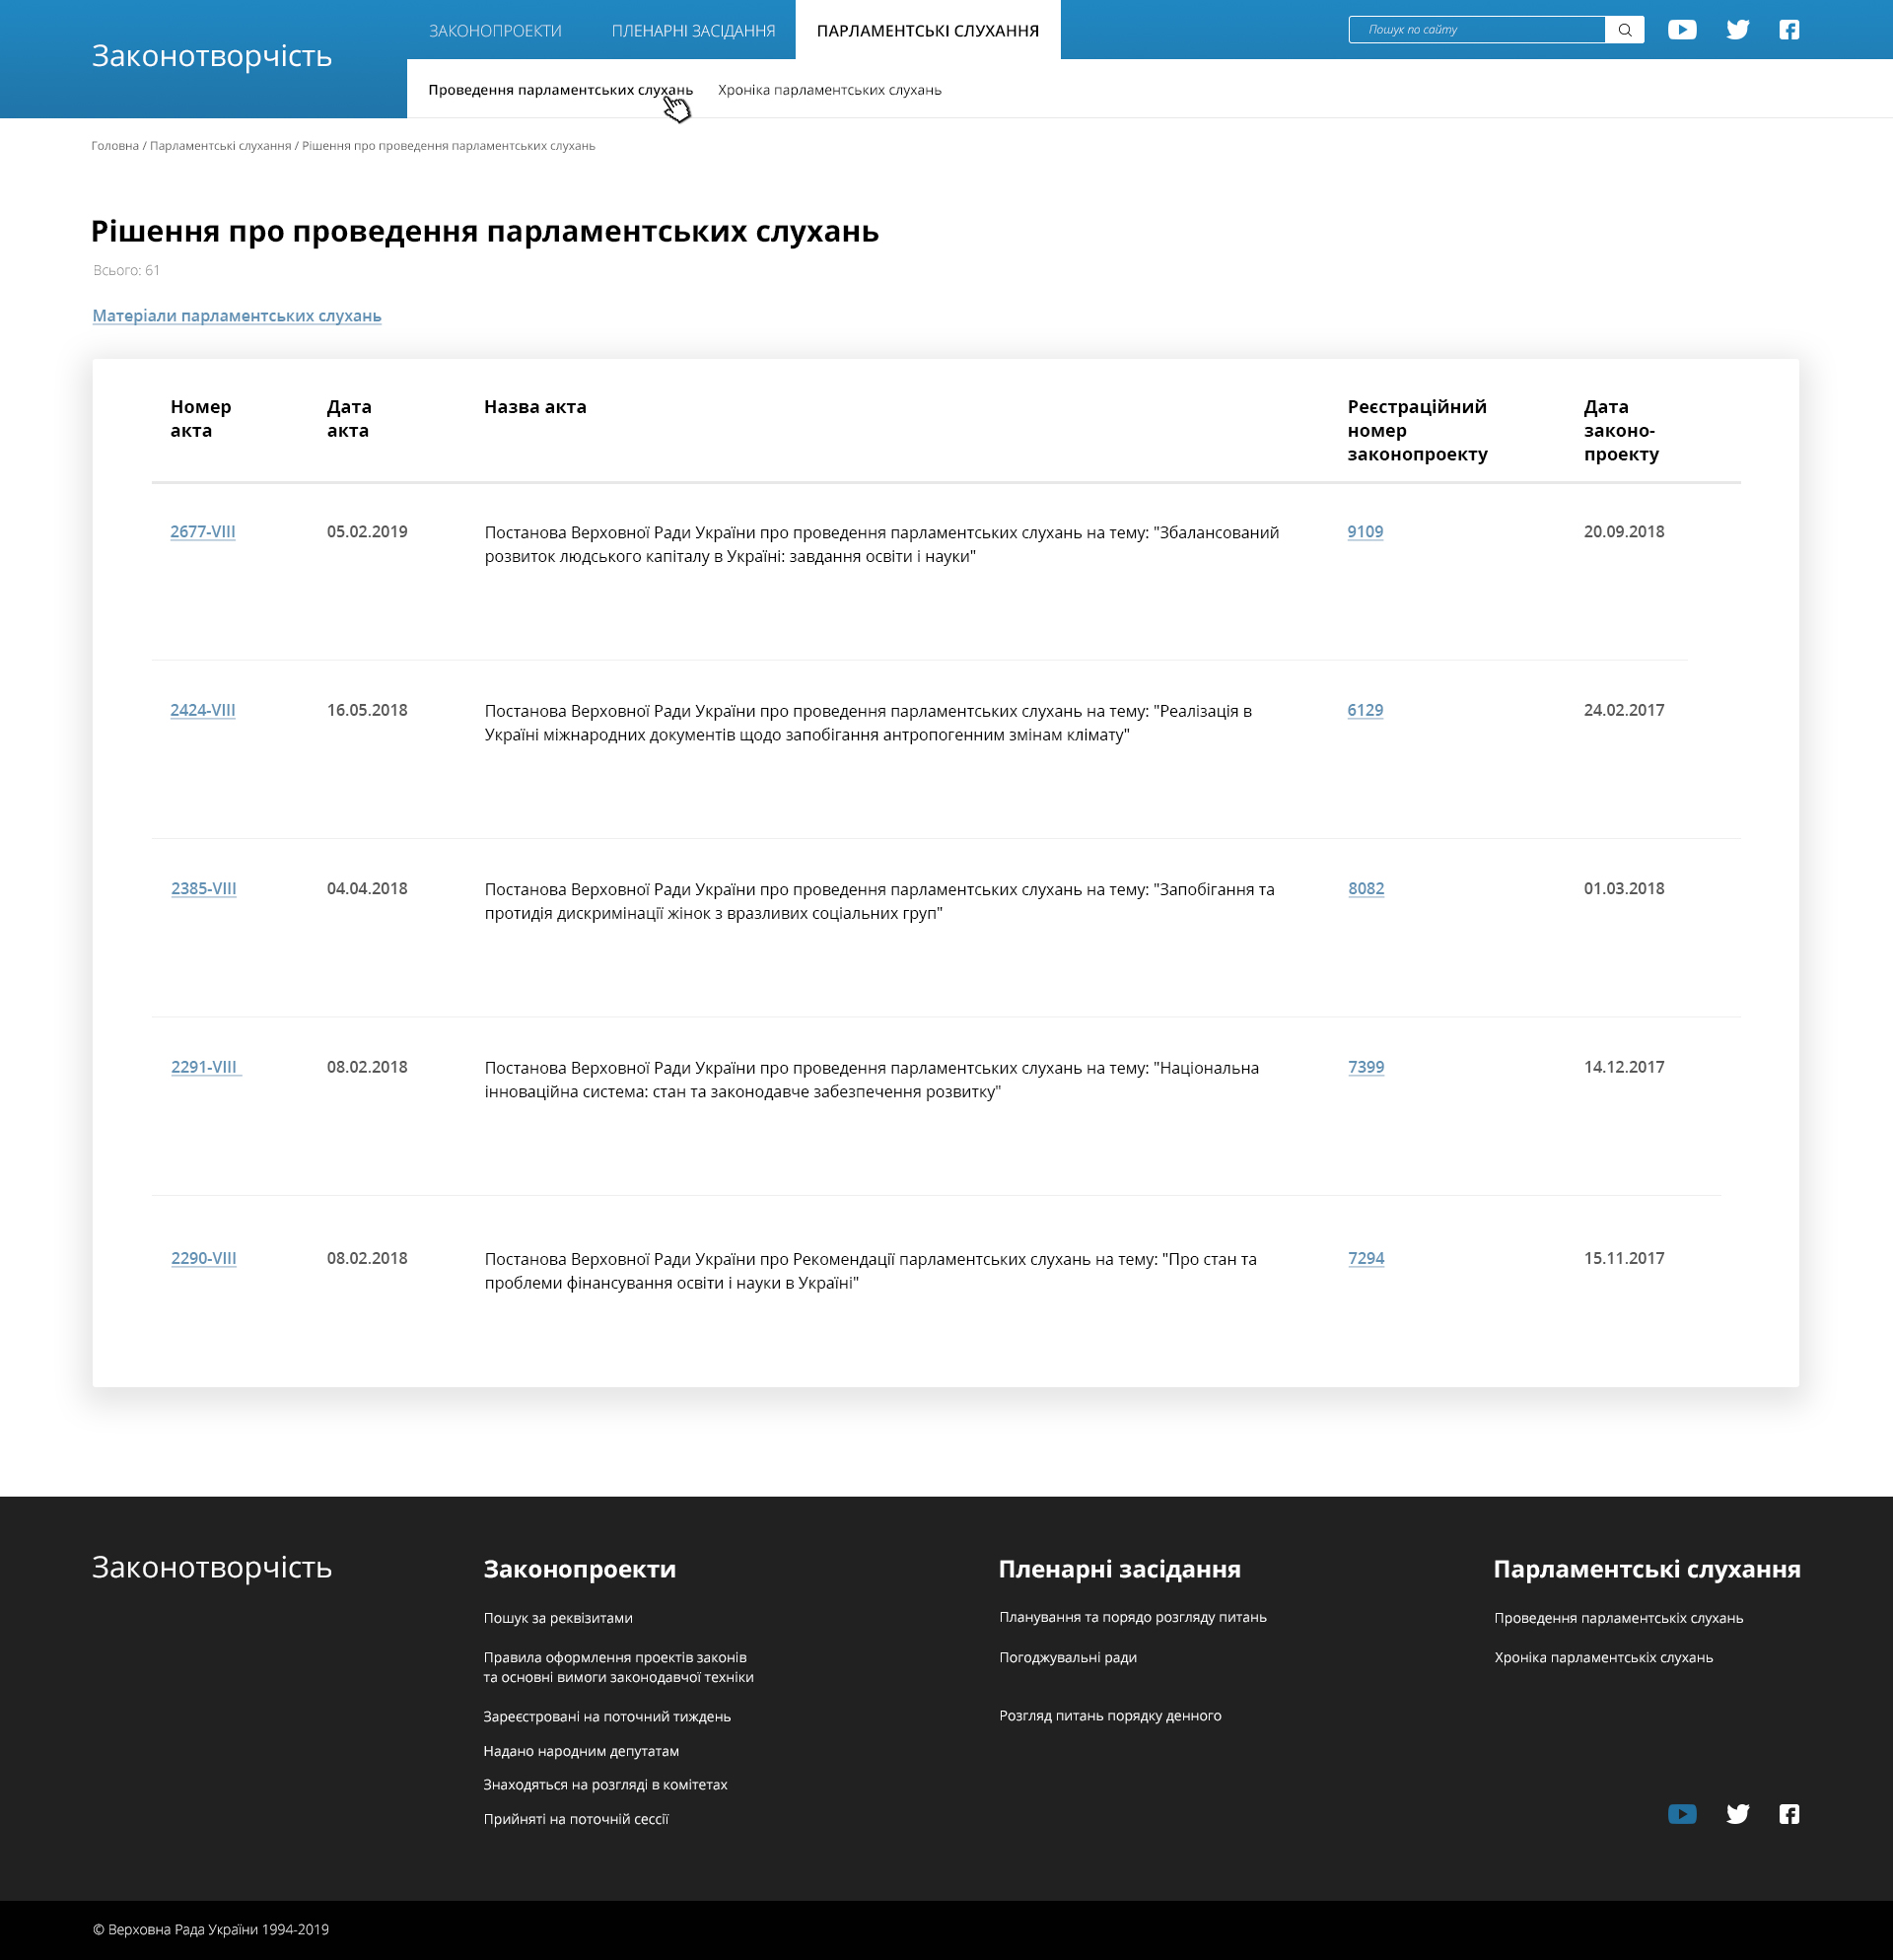 Законотворчість
ЗАКОНОПРОЕКТИ ПЛЕНАРНІ ЗАСІДАННЯ ПАРЛАМЕНТСЬКІ СЛУХАННЯ
Пошук по сайту
Проведення парламентських слухань Хроніка парламентських слухань
Головна / Парламентські слухання / Рішення про проведення парламентських слухань
Рішення про проведення парламентських слухань
Всього: 61
Матеріали парламентських слухань
Номер
акта
Дата
акта
Назва акта
Реєстраційний
номер
законопроекту
Дата
законо-
проекту
2677-VIII
05.02.2019
Постанова Верховної Ради України про проведення парламентських слухань на тему: "Збалансований
розвиток людського капіталу в Україні: завдання освіти і науки"
9109
20.09.2018
2424-VIII
16.05.2018
Постанова Верховної Ради України про проведення парламентських слухань на тему: "Реалізація в
Україні міжнародних документів щодо запобігання антропогенним змінам клімату"
6129
24.02.2017
2385-VIII
04.04.2018
Постанова Верховної Ради України про проведення парламентських слухань на тему: "Запобігання та
протидія дискримінації жінок з вразливих соціальних груп"
8082
01.03.2018
2291-VIII
08.02.2018
Постанова Верховної Ради України про проведення парламентських слухань на тему: "Національна
інноваційна система: стан та законодавче забезпечення розвитку"
7399
14.12.2017
2290-VIII
08.02.2018
Постанова Верховної Ради України про Рекомендації парламентських слухань на тему: "Про стан та
проблеми фінансування освіти і науки в Україні"
7294
15.11.2017
Законотворчість
Законопроекти
Пошук за реквізитами
Правила оформлення проектів законів
та основні вимоги законодавчої техніки
Зареєстровані на поточний тиждень
Надано народним депутатам
Знаходяться на розгляді в комітетах
Прийняті на поточній сессії
Пленарні засідання
Планування та порядо розгляду питань
Погоджувальні ради
Розгляд питань порядку денного
Парламентські слухання
Проведення парламентськіх слухань
Хроніка парламентськіх слухань
© Верховна Рада України 1994-2019